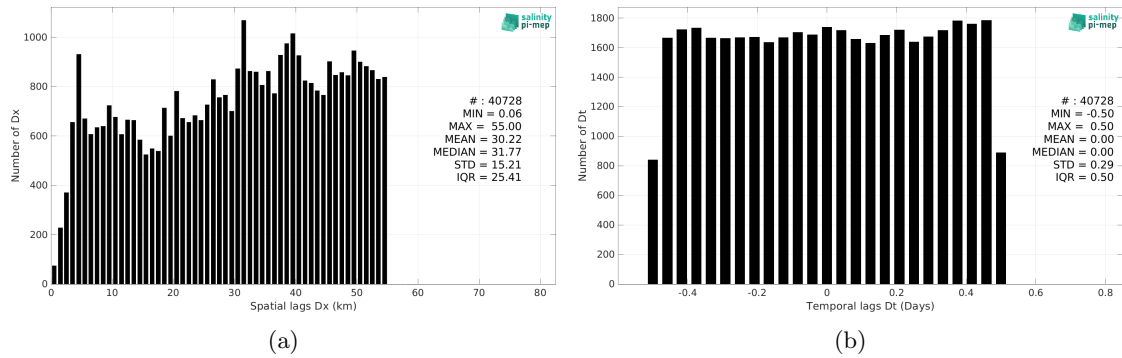 salinity
pi-mep
1000
800
600
400
200
0
Number of Dx
# : 40728
MIN = 0.06
MAX = 55.00
MEAN = 30.22
MEDIAN = 31.77
STD = 15.21
IQR = 25.41
0 10 20 30 40 50 60 70 80
Spatial lags Dx (km)
(a)
salinity
pi-mep
1800
1600
1400
1200
1000
800
600
400
200
0
Number of Dt
# : 40728
MIN = -0.50
MAX = 0.50
MEAN = 0.00
MEDIAN = 0.00
STD = 0.29
IQR = 0.50
-0.4 -0.2 0 0.2 0.4 0.6 0.8
Temporal lags Dt (Days)
(b)